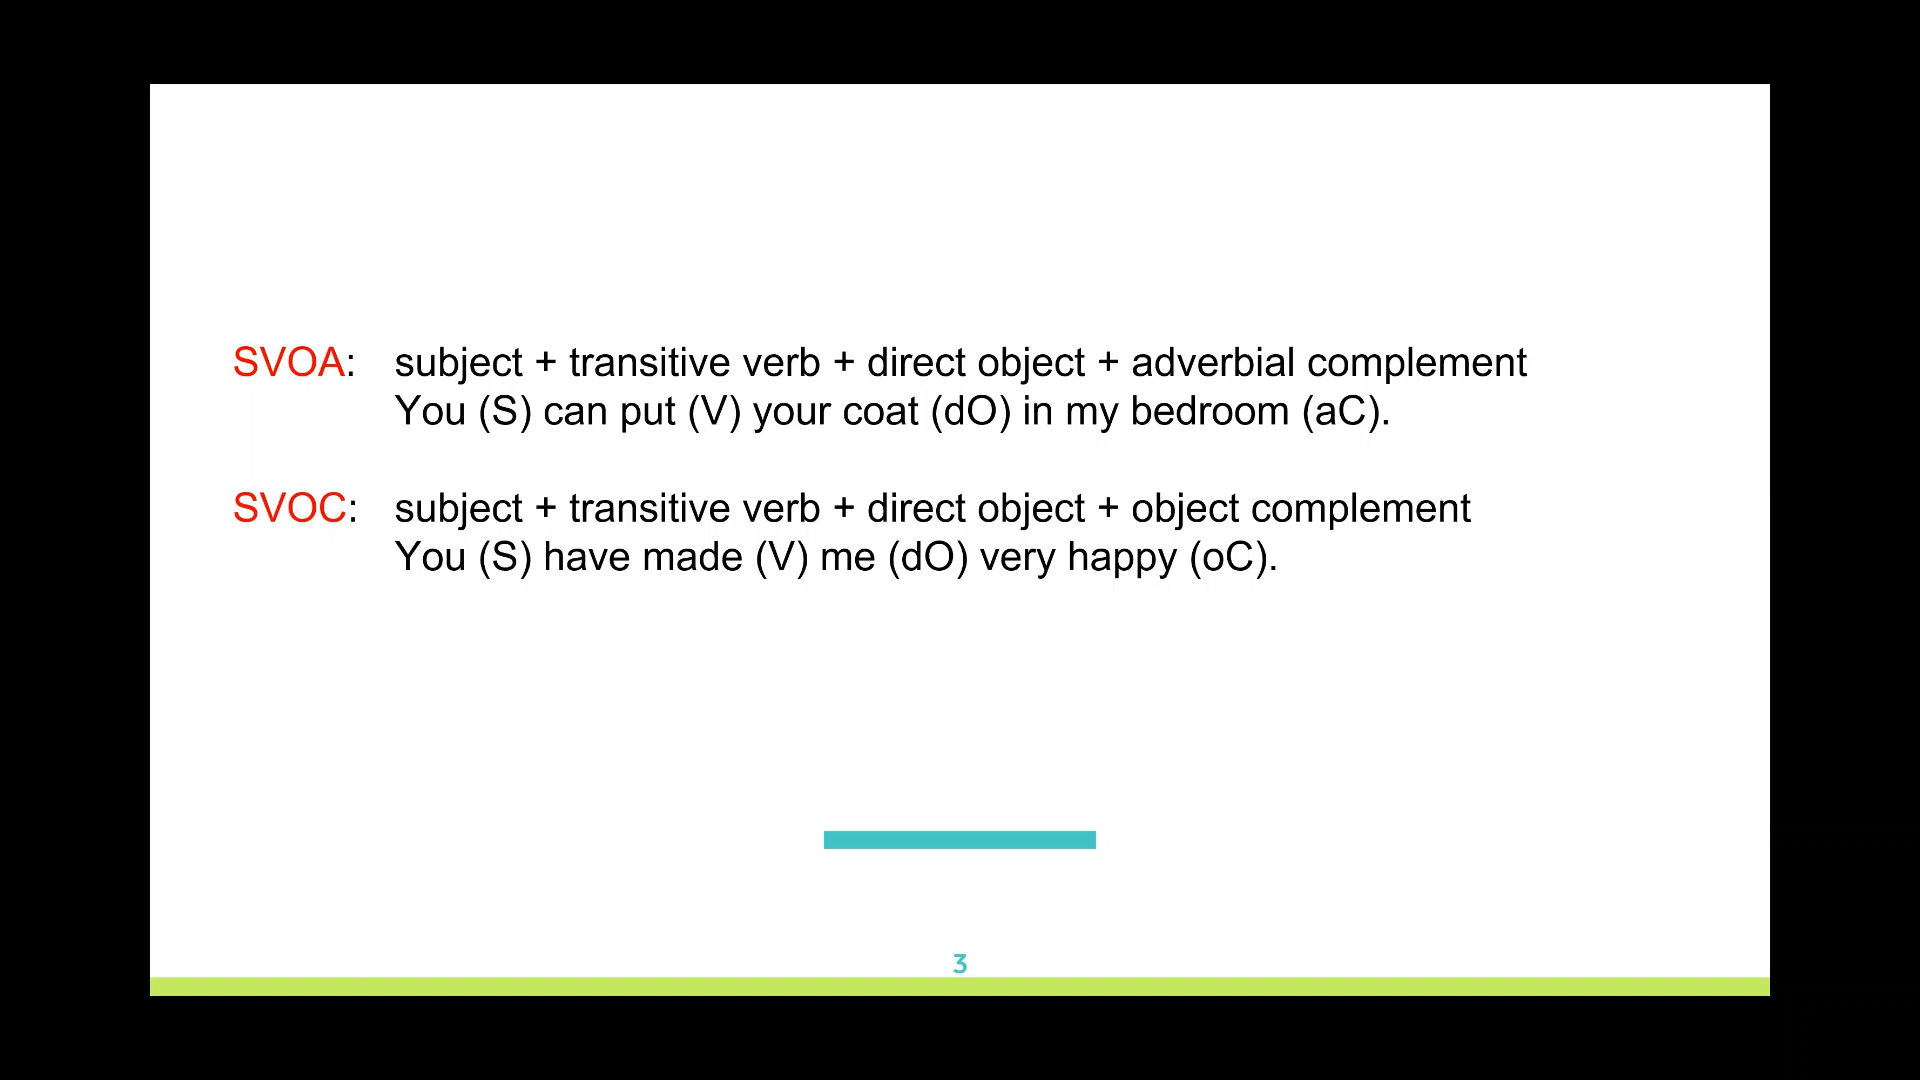 SVOA: subject + transitive verb + direct object + adverbial complement
You (S) can put (V) your coat (dO) in my bedroom (aC).
SVOC: subject + transitive verb + direct object + object complement
You (S) have made (V) me (dO) very happy (oC).
3